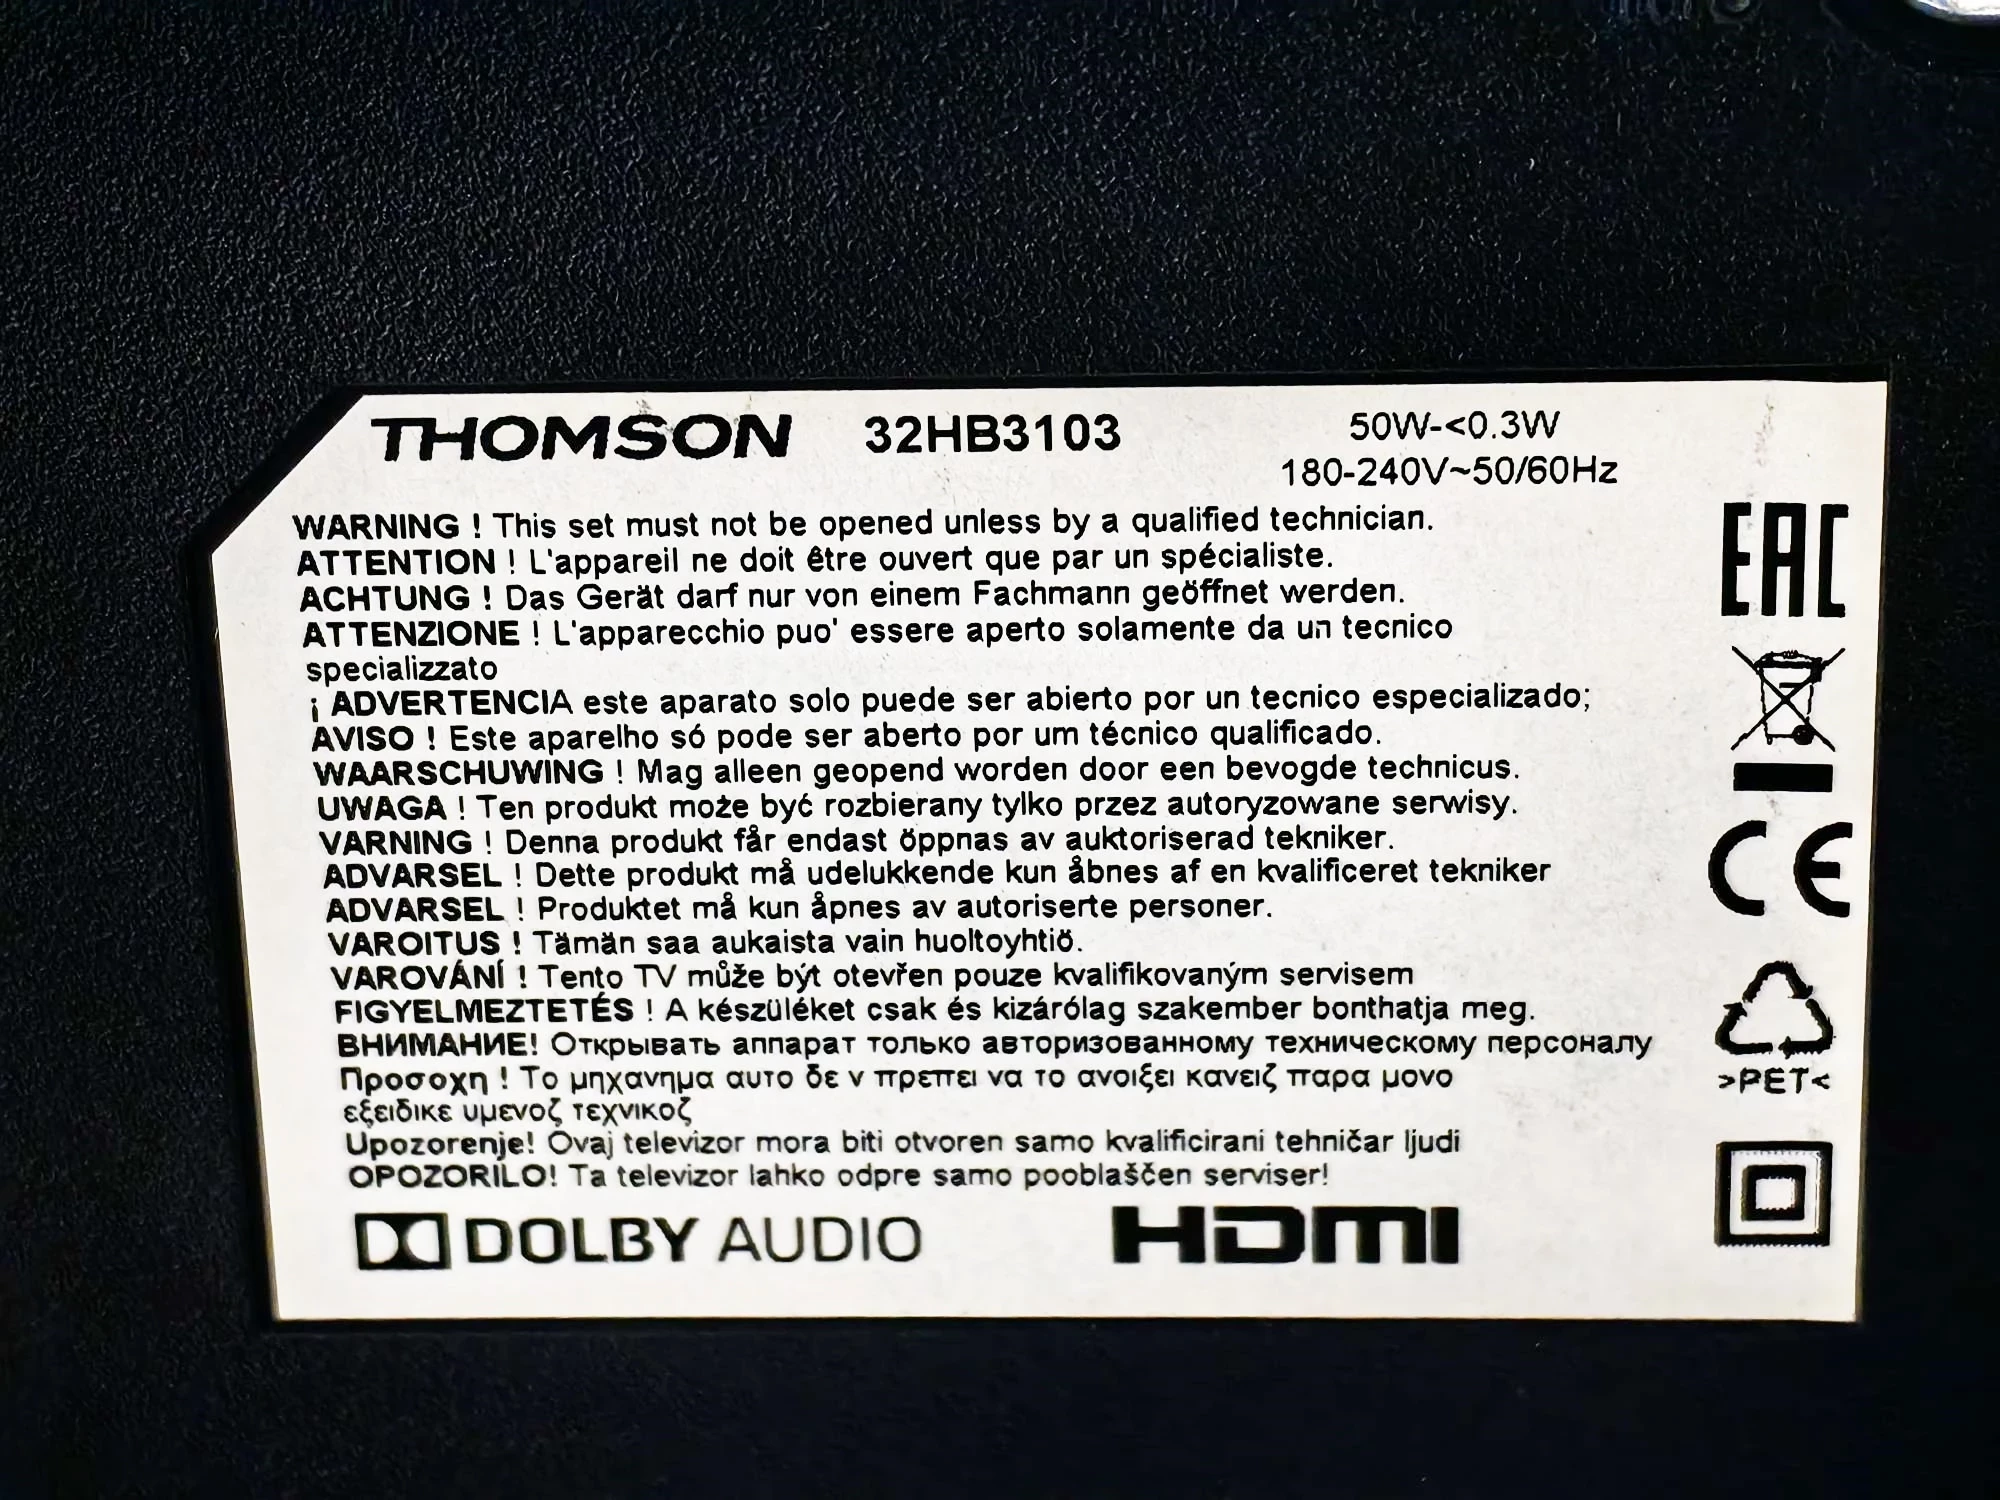 THOMSON 32HB3103 50W-<0.3W
180-240V~50/60Hz
WARNING ! This set must not be opened unless by a qualified technician.
ATTENTION ! L'appareil ne doit être ouvert que par un spécialiste.
ACHTUNG ! Das Gerät darf nur von einem Fachmann geöffnet werden.
ATTENZIONE ! L'apparecchio puo' essere aperto solamente da un tecnico
specializzato
¡ ADVERTENCIA este aparato solo puede ser abierto por un tecnico especializado;
AVISO ! Este aparelho só pode ser aberto por um técnico qualificado.
WAARSCHUWING ! Mag alleen geopend worden door een bevogde technicus.
UWAGA ! Ten produkt może być rozbierany tylko przez autoryzowane serwisy.
VARNING ! Denna produkt får endast öppnas av auktoriserad tekniker.
ADVARSEL ! Dette produkt må udelukkende kun åbnes af en kvalificeret tekniker
ADVARSEL ! Produktet må kun åpnes av autoriserte personer.
VAROITUS ! Tämän saa aukaista vain huoltoyhtiö.
VAROVÁNÍ ! Tento TV může být otevřen pouze kvalifikovaným servisem
FIGYELMEZTETÉS ! A készüléket csak és kizárólag szakember bonthatja meg.
ВНИМАНИЕ! Открывать аппарат только авторизованному техническому персоналу
Προσοχη ! Το μηχανημα αυτο δε ν πρεπει να το ανοιξει κανειζ παρα μονο
εξειδικε υμενοζ τεχνικοζ
Upozorenje! Ovaj televizor mora biti otvoren samo kvalificirani tehničar ljudi
OPOZORILO! Ta televizor lahko odpre samo pooblaščen serviser!
DOLBY AUDIO HDMI
EAC
CE
>PET<